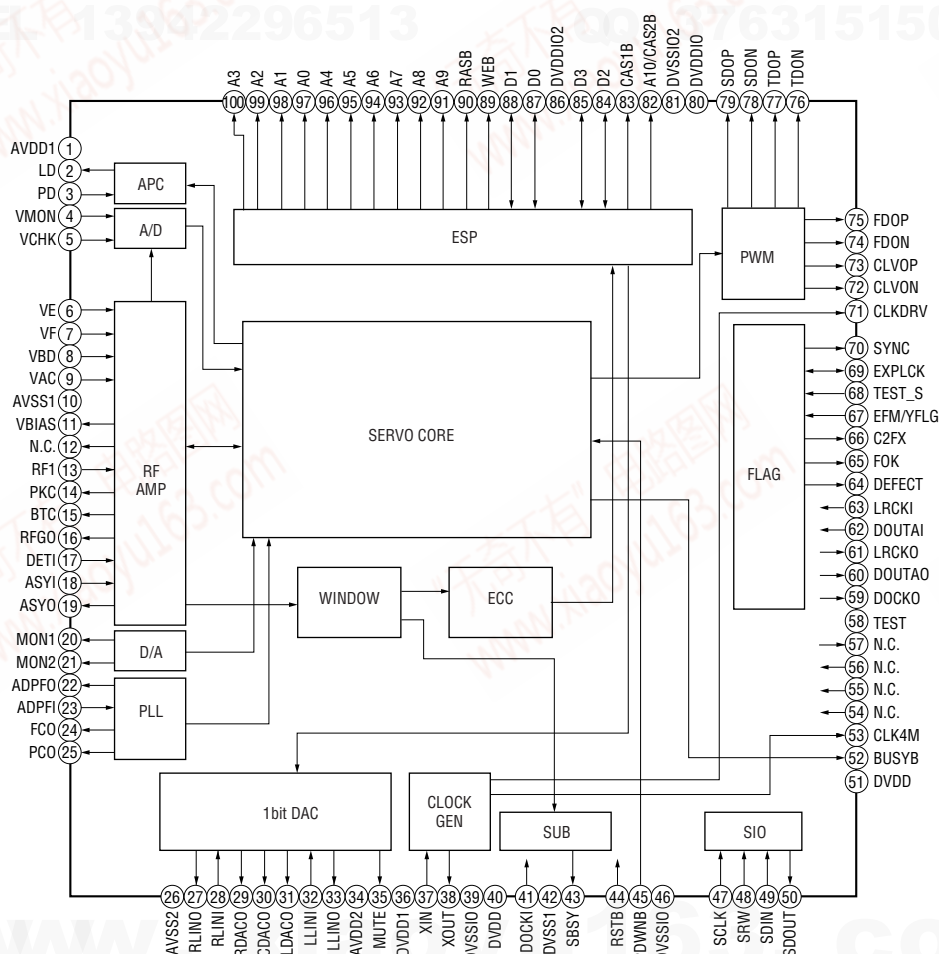 TEL 13942296513 QQ 376315150
A3
A2
A1
A0
A4
A5
A6
A7
A8
A9
RASB
WEB
D1
D0
DVDDIO2
D3
D2
CAS1B
A10/CAS2B
DVSSIO2
DVDDIO
SDOP
SDON
TDOP
TDON
100 99 98 97 96 95 94 93 92 91 90 89 88 87 86 85 84 83 82 81 80 79 78 77 76
AVDD1 1
LD 2
PD 3
VMON 4
VCHK 5
VE 6
VF 7
VBD 8
VAC 9
AVSS1 10
VBIAS 11
N.C. 12
RF1 13
PKC 14
BTC 15
RFGO 16
DETI 17
ASYI 18
ASYO 19
MON1 20
MON2 21
ADPFO 22
ADPFI 23
FCO 24
PCO 25
APC
A/D
ESP
PWM
RF
AMP
SERVO CORE
FLAG
WINDOW
ECC
D/A
PLL
1bit DAC
CLOCK
GEN
SUB
SIO
75 FDOP
74 FDON
73 CLVOP
72 CLVON
71 CLKDRV
70 SYNC
69 EXPLCK
68 TEST_S
67 EFM/YFLG
66 C2FX
65 FOK
64 DEFECT
63 LRCKI
62 DOUTAI
61 LRCKO
60 DOUTAO
59 DOCKO
58 TEST
57 N.C.
56 N.C.
55 N.C.
54 N.C.
53 CLK4M
52 BUSYB
51 DVDD
26 27 28 29 30 31 32 33 34 35 36 37 38 39 40 41 42 43 44 45 46 47 48 49 50
AVSS2
RLINO
RLINI
RDACO
CDACO
LDACO
LLINI
LLINO
AVDD2
MUTE
DVDD1
XIN
XOUT
DVSSIO
DVDD
DOCKI
DVSS1
SBSY
RSTB
PDWNB
DVSSIO
SCLK
SRW
SDIN
SDOUT